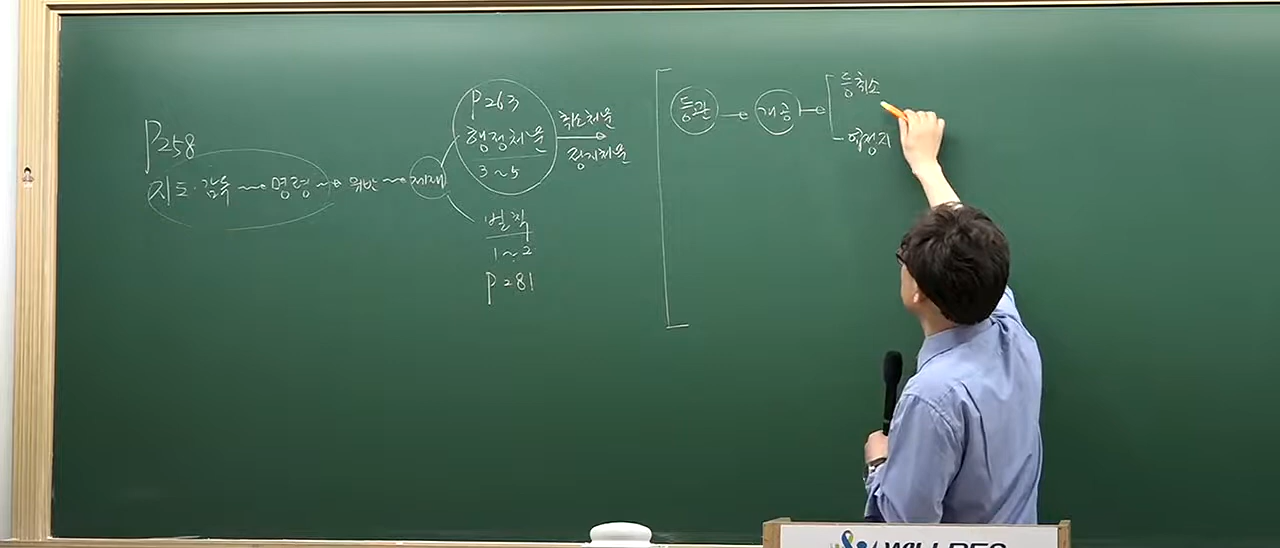 P258
지도·감독 → 명령 → 위반 → 제재
P263
행정처분
3~5
취소처분
정지처분
벌칙
1~2
P281
등관 → 개공 →
등취소
업정지
WILLBES